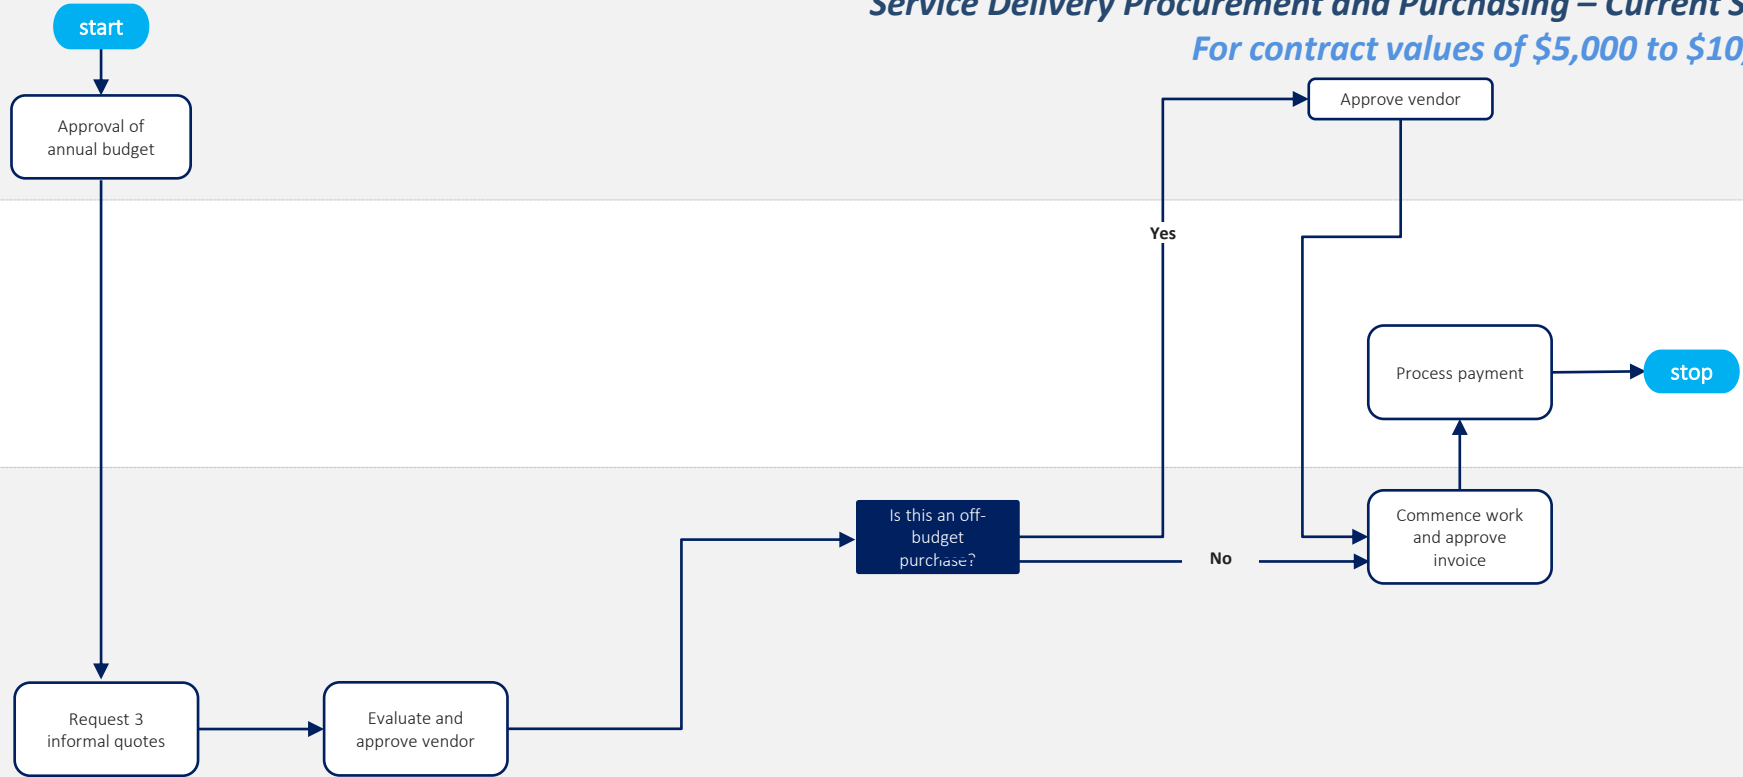 start
Service Delivery Procurement and Purchasing – Current S
For contract values of $5,000 to $10,
Approval of
annual budget
Approve vendor
Yes
Process payment
stop
Is this an off-
budget
purchase?
No
Commence work
and approve
invoice
Request 3
informal quotes
Evaluate and
approve vendor